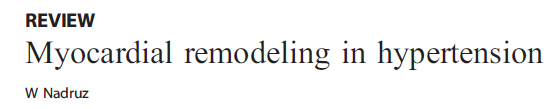 REVIEW
Myocardial remodeling in hypertension
W Nadruz